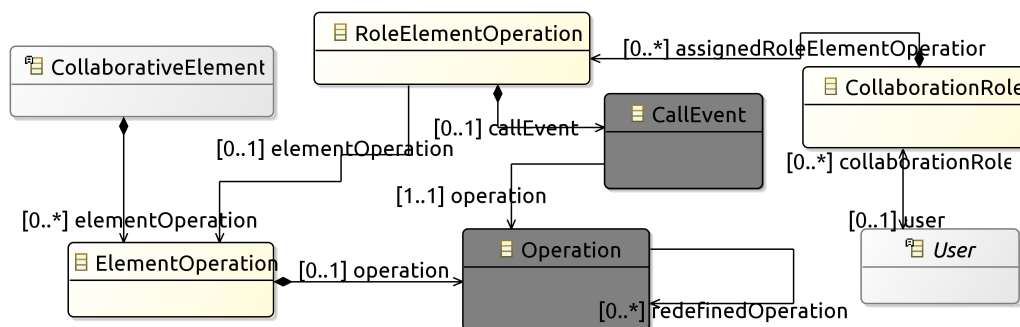 RoleElementOperation
[0..*] assignedRoleElementOperation
CollaborativeElement
CollaborationRole
CallEvent
[0..1] callEvent
[0..1] elementOperation
[0..*] collaborationRole
[1..1] operation
[0..*] elementOperation
[0..1] user
ElementOperation
Operation
User
[0..1] operation
[0..*] redefinedOperation